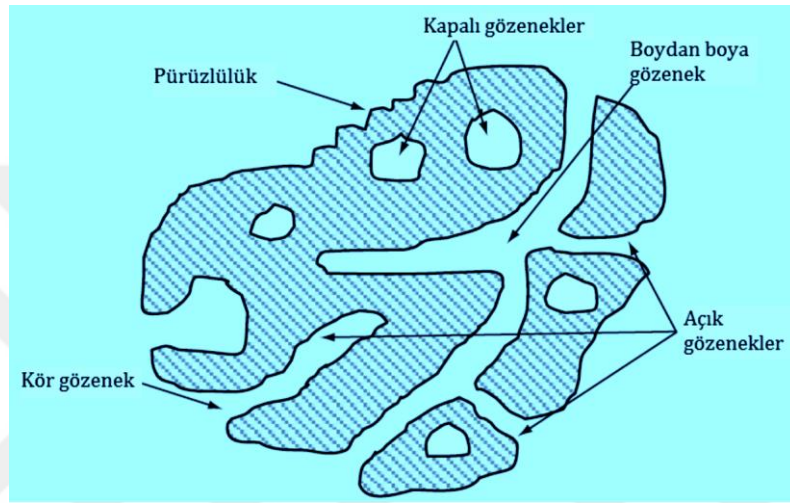 Kapalı gözenekler
Boydan boya
gözenek
Pürüzlülük
Açık
gözenekler
Kör gözenek